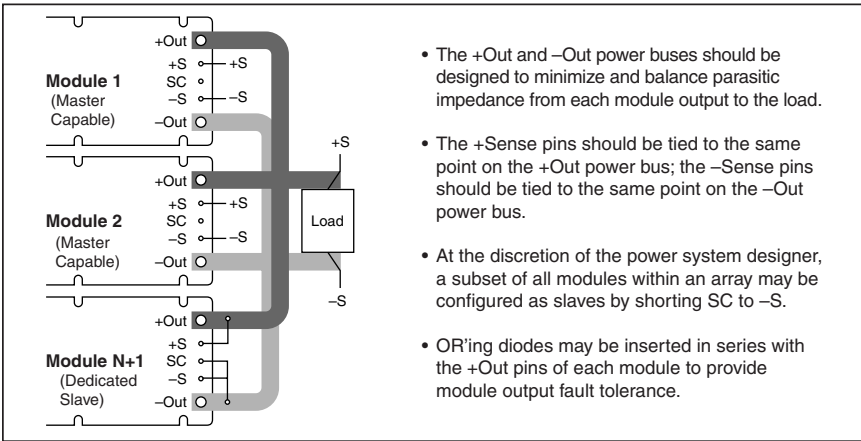 +Out
+S
+S
Module 1
SC
(Master
Capable)
–S
–S
–Out
+Out
+S
+S
Module 2
SC
(Master
Capable)
–S
–S
–Out
+Out
+S
Module N+1
SC
(Dedicated
Slave)
–S
–Out
+S
Load
–S
• The +Out and –Out power buses should be
designed to minimize and balance parasitic
impedance from each module output to the load.
• The +Sense pins should be tied to the same
point on the +Out power bus; the –Sense pins
should be tied to the same point on the –Out
power bus.
• At the discretion of the power system designer,
a subset of all modules within an array may be
configured as slaves by shorting SC to –S.
• OR'ing diodes may be inserted in series with
the +Out pins of each module to provide
module output fault tolerance.